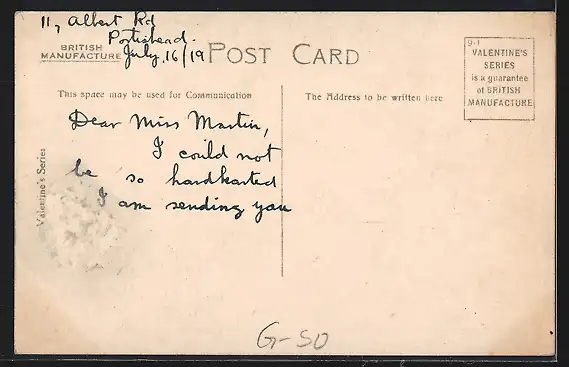 11, Albert Rd
Portishead.
July 16/19
BRITISH
MANUFACTURE
POST CARD
9-1
VALENTINE'S
SERIES
is a guarantee
of BRITISH
MANUFACTURE
This space may be used for Communication
The Address to be written here
Valentine's Series
Dear Miss Martin,
I could not
be so hardhearted
I am sending you
G-50